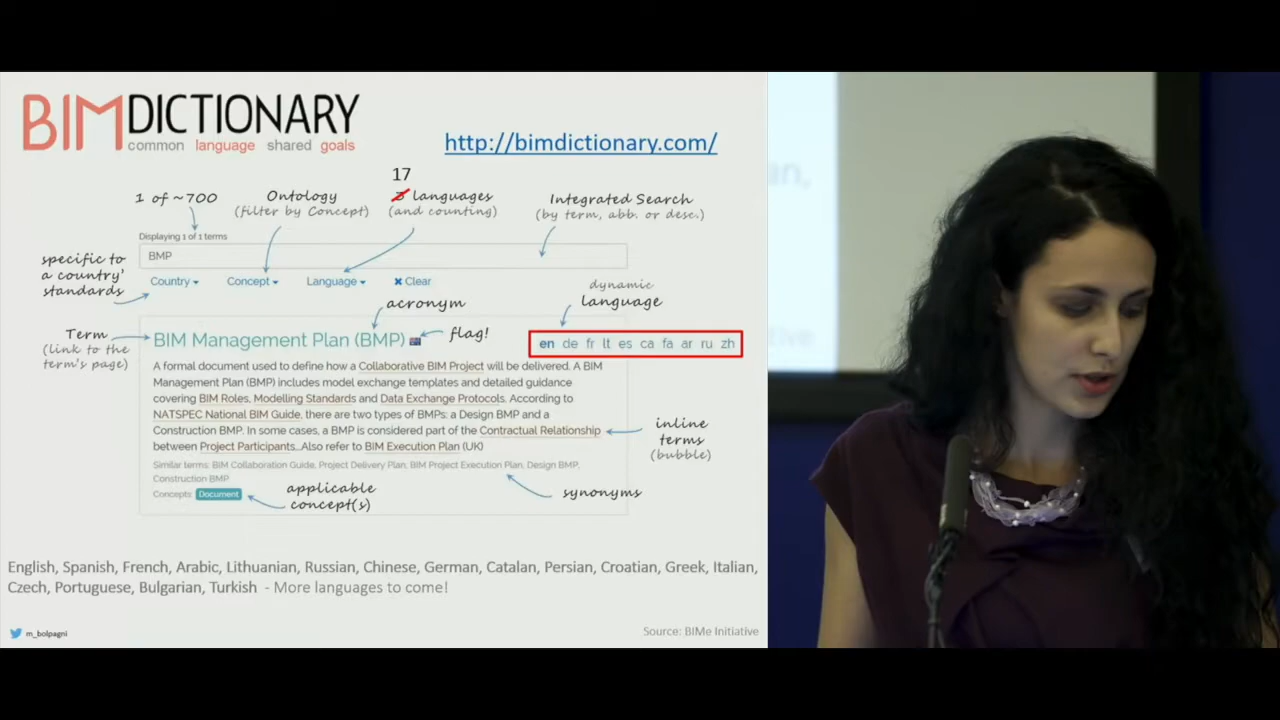 BIMDICTIONARY
common language shared goals
http://bimdictionary.com/
17
1 of ~700
Ontology
(filter by Concept)
3 languages
(and counting)
Integrated Search
(by term, abb. or desc.)
Displaying 1 of 1 terms
BMP
specific to
a country'
standards
Country
Concept
Language
Clear
acronym
dynamic
language
Term
(link to the
term's page)
BIM Management Plan (BMP)
flag!
en de fr lt es ca fa ar ru zh
A formal document used to define how a Collaborative BIM Project will be delivered. A BIM
Management Plan (BMP) includes model exchange templates and detailed guidance
covering BIM Roles, Modelling Standards and Data Exchange Protocols. According to
NATSPEC National BIM Guide, there are two types of BMPs: a Design BMP and a
Construction BMP. In some cases, a BMP is considered part of the Contractual Relationship
between Project Participants...Also refer to BIM Execution Plan (UK)
inline
terms
(bubble)
Similar terms: BIM Collaboration Guide, Project Delivery Plan, BIM Project Execution Plan, Design BMP,
Construction BMP
Concepts: Document
applicable
concept(s)
synonyms
English, Spanish, French, Arabic, Lithuanian, Russian, Chinese, German, Catalan, Persian, Croatian, Greek, Italian,
Czech, Portuguese, Bulgarian, Turkish - More languages to come!
m_bolpagni
Source: BIMe Initiative